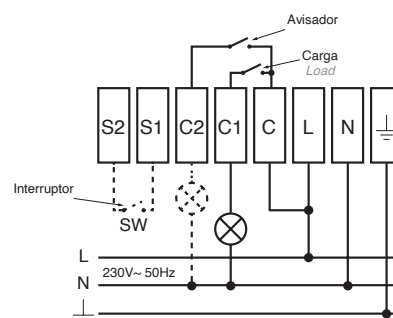 Avisador
Carga
Load
S2 S1 C2 C1 C L N
Interruptor
SW
L
230V~ 50Hz
N